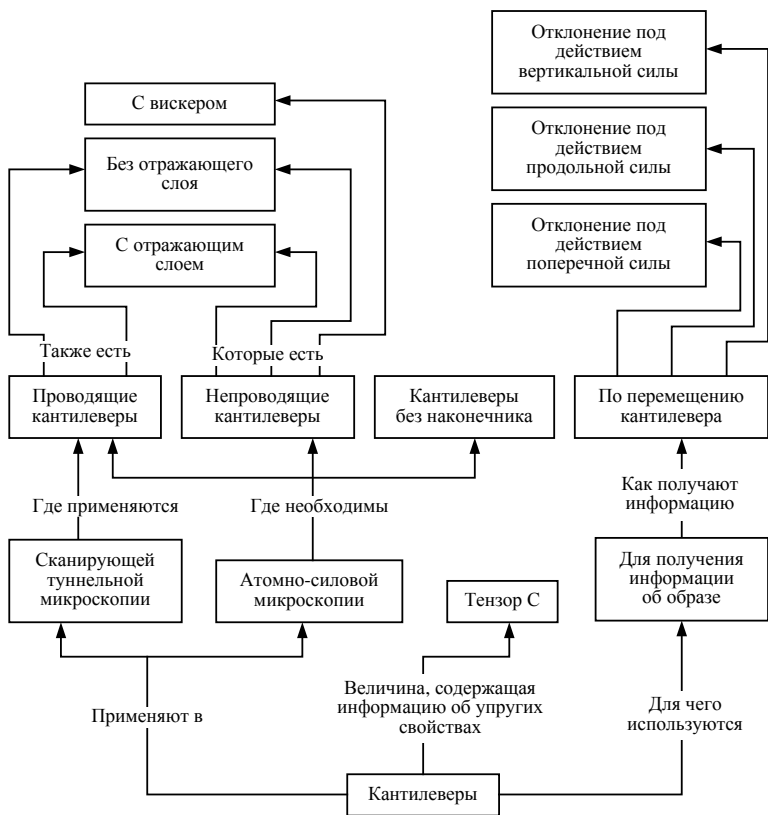 Отклонение под
действием
вертикальной силы
С вискером
Отклонение под
действием
продольной силы
Без отражающего
слоя
Отклонение под
действием
поперечной силы
С отражающим
слоем
Также есть
Которые есть
Проводящие
кантилеверы
Непроводящие
кантилеверы
Кантилеверы
без наконечника
По перемещению
кантилевера
Где применяются
Где необходимы
Как получают
информацию
Сканирующей
туннельной
микроскопии
Атомно-силовой
микроскопии
Тензор С
Для получения
информации
об образе
Применяют в
Величина, содержащая
информацию об упругих
свойствах
Для чего
используются
Кантилеверы